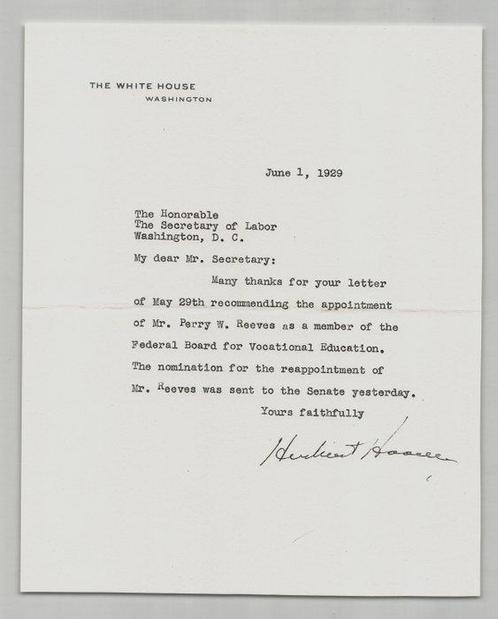 THE WHITE HOUSE
WASHINGTON
June 1, 1929
The Honorable
The Secretary of Labor
Washington, D. C.
My dear Mr. Secretary:
Many thanks for your letter
of May 29th recommending the appointment
of Mr. Perry W. Reeves as a member of the
Federal Board for Vocational Education.
The nomination for the reappointment of
Mr. Reeves was sent to the Senate yesterday.
Yours faithfully
Herbert Hoover